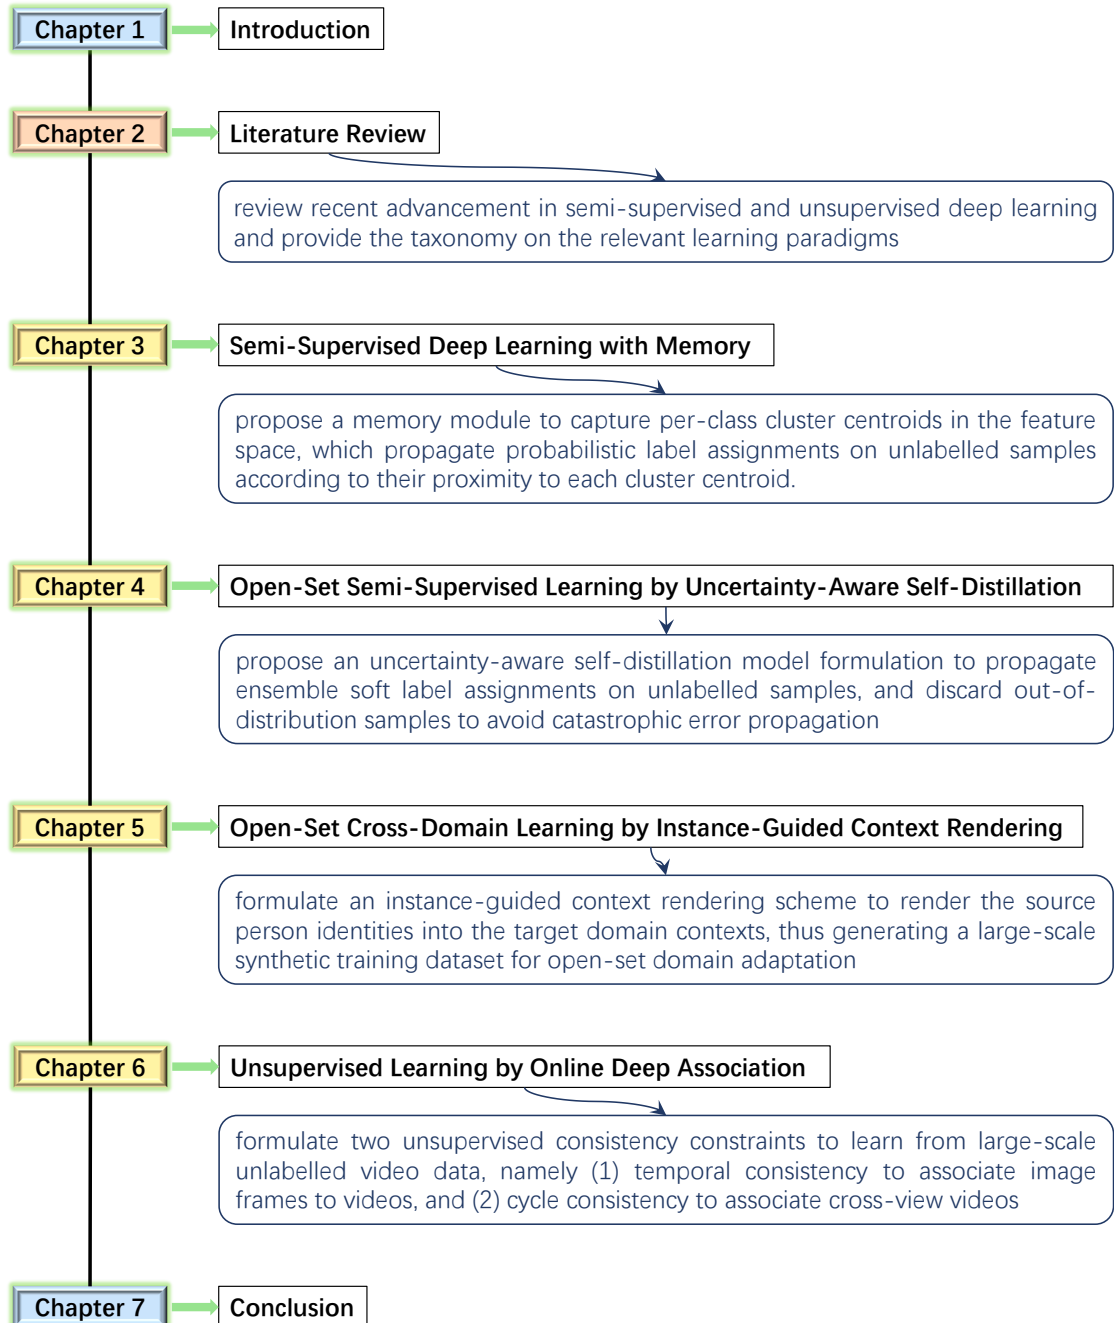 Chapter 1
Introduction
Chapter 2
Literature Review
review recent advancement in semi-supervised and unsupervised deep learning
and provide the taxonomy on the relevant learning paradigms
Chapter 3
Semi-Supervised Deep Learning with Memory
propose a memory module to capture per-class cluster centroids in the feature
space, which propagate probabilistic label assignments on unlabelled samples
according to their proximity to each cluster centroid.
Chapter 4
Open-Set Semi-Supervised Learning by Uncertainty-Aware Self-Distillation
propose an uncertainty-aware self-distillation model formulation to propagate
ensemble soft label assignments on unlabelled samples, and discard out-of-
distribution samples to avoid catastrophic error propagation
Chapter 5
Open-Set Cross-Domain Learning by Instance-Guided Context Rendering
formulate an instance-guided context rendering scheme to render the source
person identities into the target domain contexts, thus generating a large-scale
synthetic training dataset for open-set domain adaptation
Chapter 6
Unsupervised Learning by Online Deep Association
formulate two unsupervised consistency constraints to learn from large-scale
unlabelled video data, namely (1) temporal consistency to associate image
frames to videos, and (2) cycle consistency to associate cross-view videos
Chapter 7
Conclusion